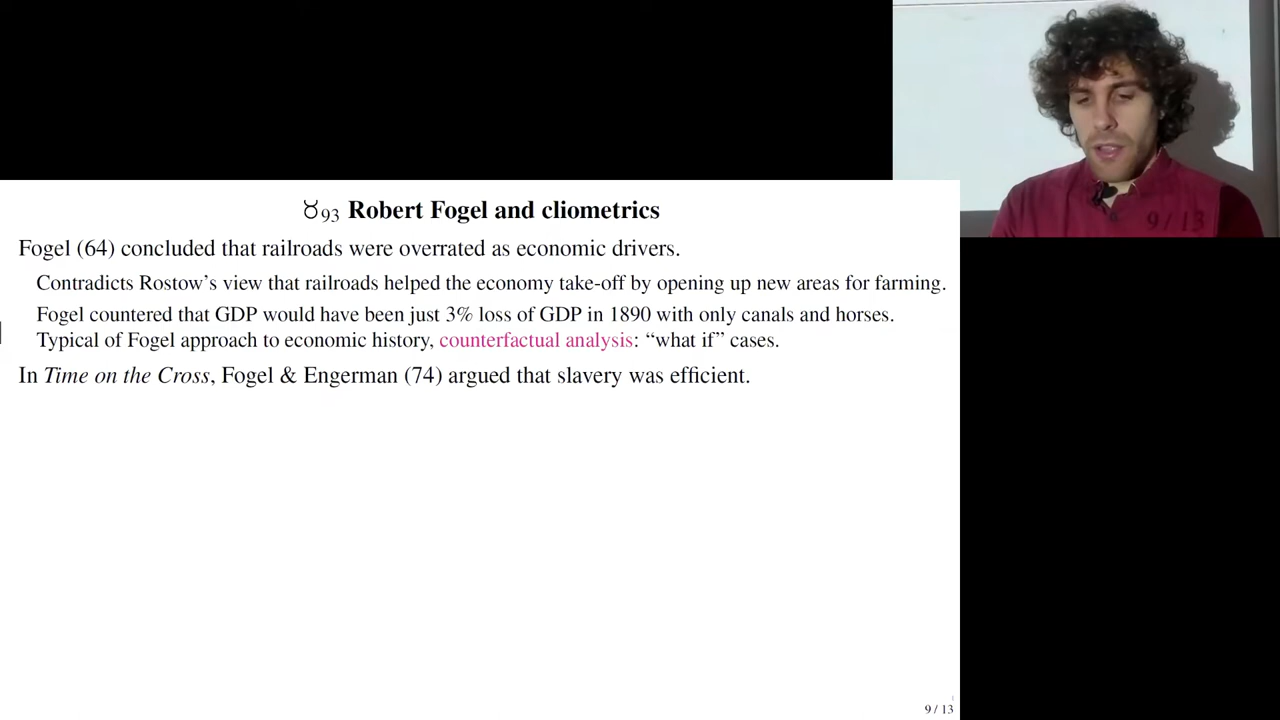 ♉93 Robert Fogel and cliometrics
Fogel (64) concluded that railroads were overrated as economic drivers.
Contradicts Rostow's view that railroads helped the economy take-off by opening up new areas for farming.
Fogel countered that GDP would have been just 3% loss of GDP in 1890 with only canals and horses.
Typical of Fogel approach to economic history, counterfactual analysis: “what if” cases.
In Time on the Cross, Fogel & Engerman (74) argued that slavery was efficient.
9 / 13
9 / 13